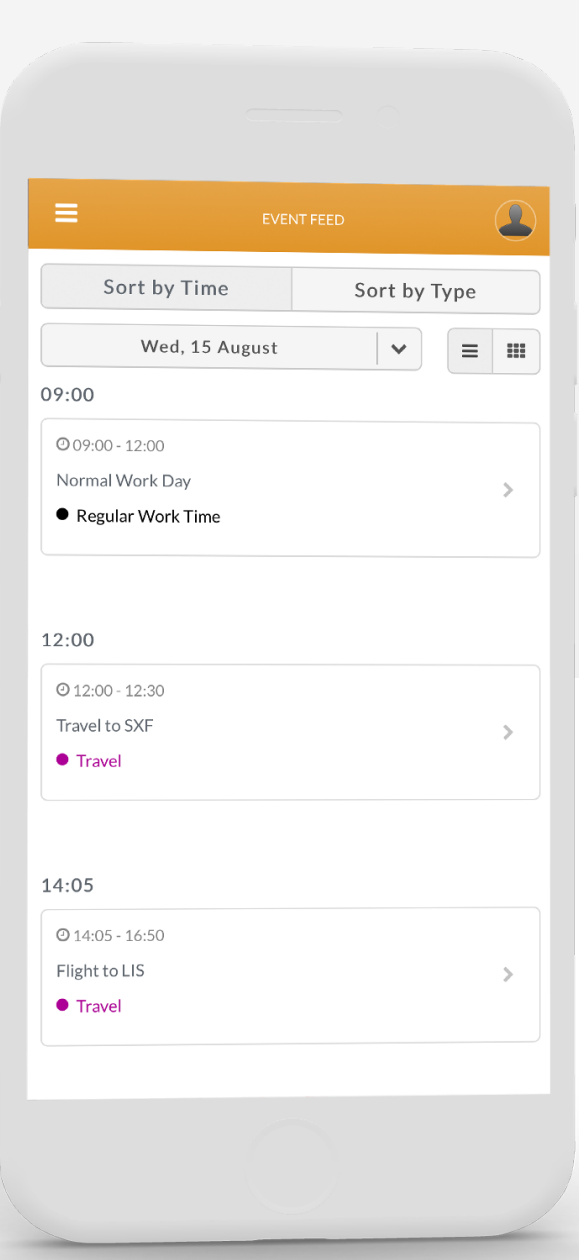 EVENT FEED
Sort by Time Sort by Type
Wed, 15 August
09:00
09:00 - 12:00
Normal Work Day
Regular Work Time
12:00
12:00 - 12:30
Travel to SXF
Travel
14:05
14:05 - 16:50
Flight to LIS
Travel